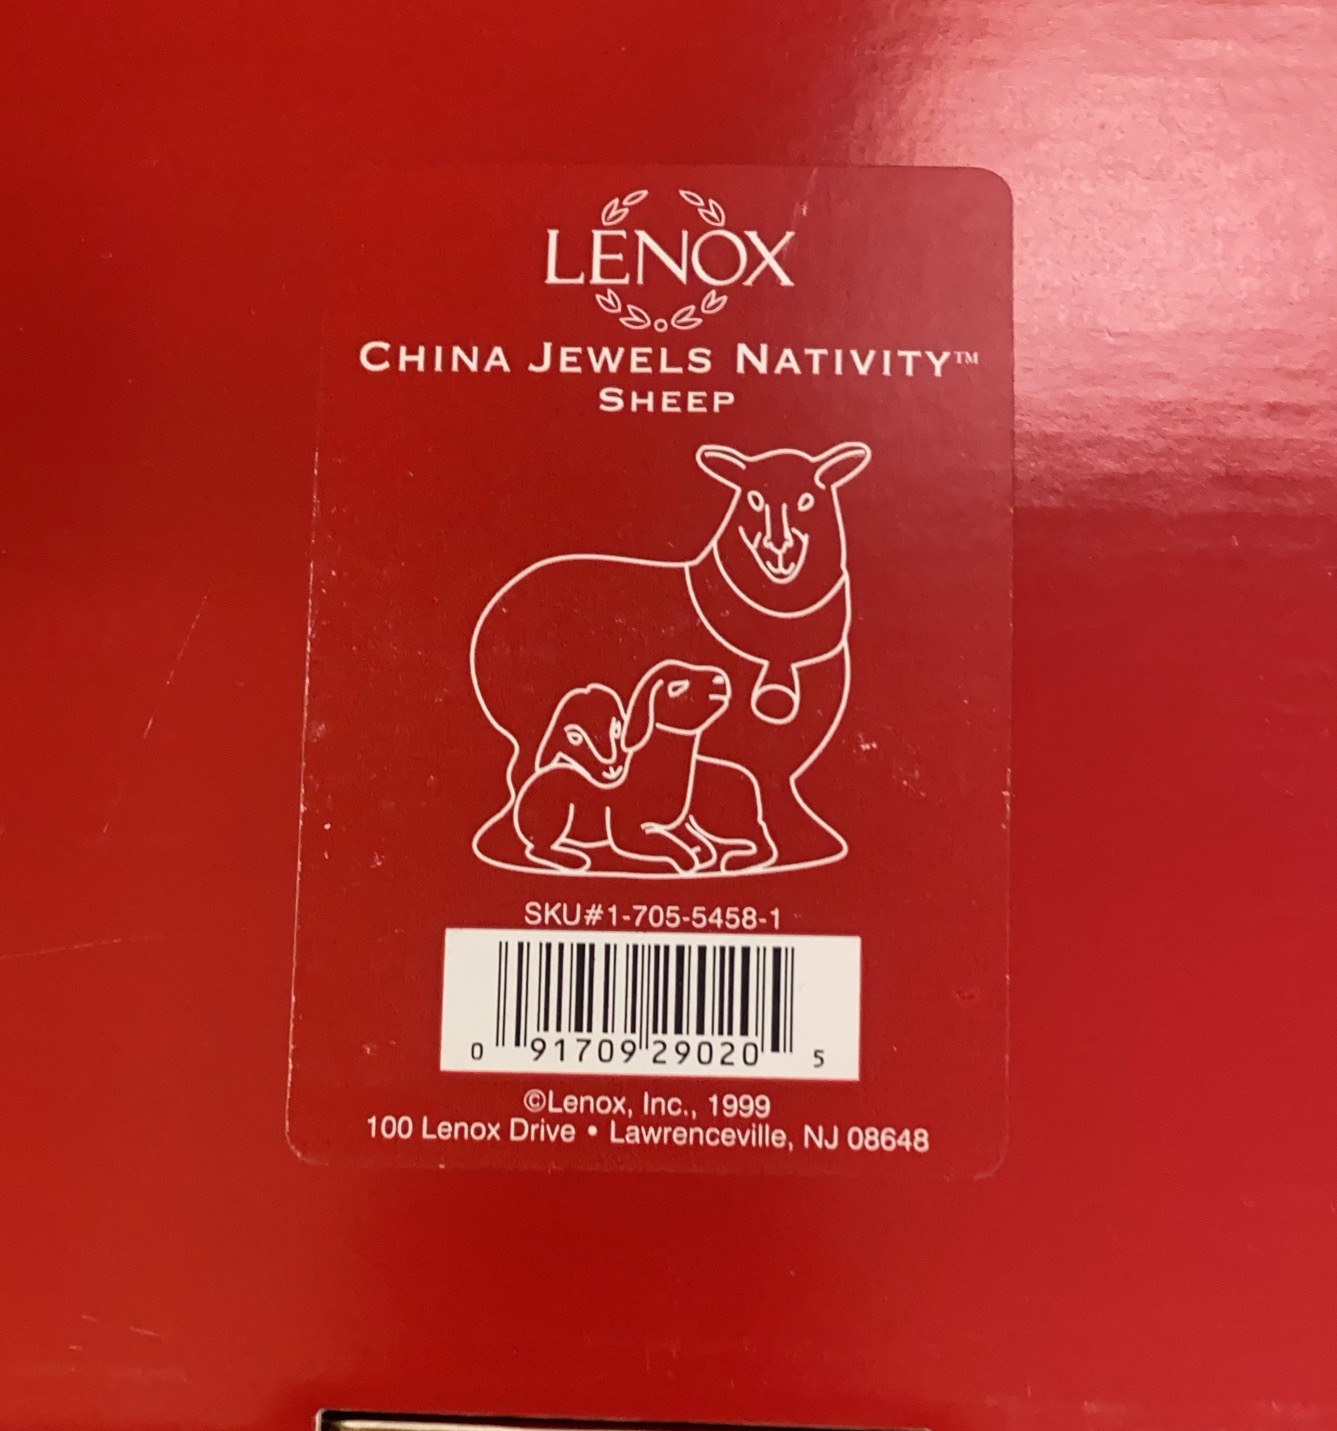 LENOX
CHINA JEWELS NATIVITY™
SHEEP
SKU#1-705-5458-1
0 91709 29020 5
©Lenox, Inc., 1999
100 Lenox Drive • Lawrenceville, NJ 08648